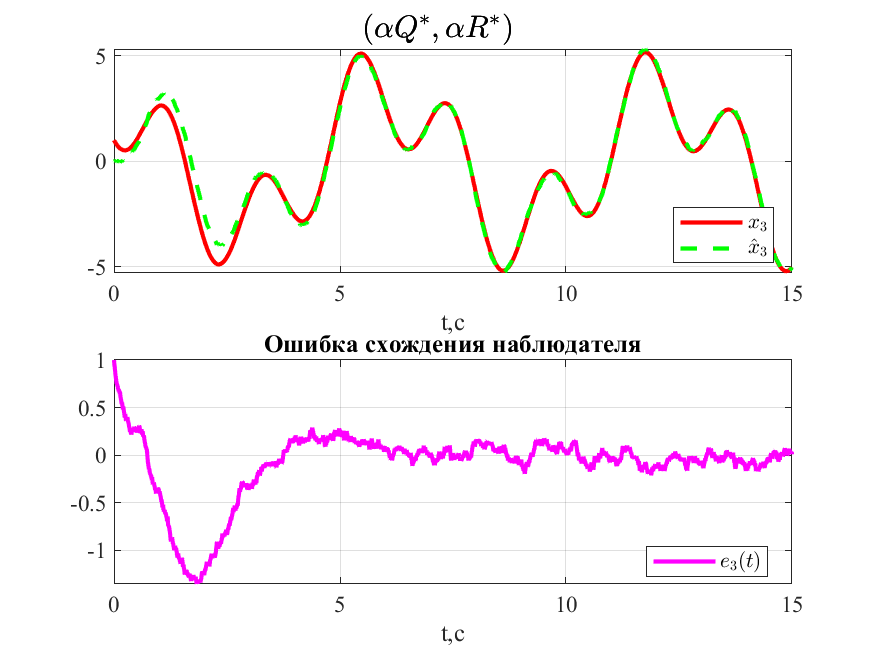 (αQ*, αR*)
5
0
-5
0 5 10 15
t,c
x₃
x̂₃
Ошибка схождения наблюдателя
1
0.5
0
-0.5
-1
0 5 10 15
t,c
e₃(t)